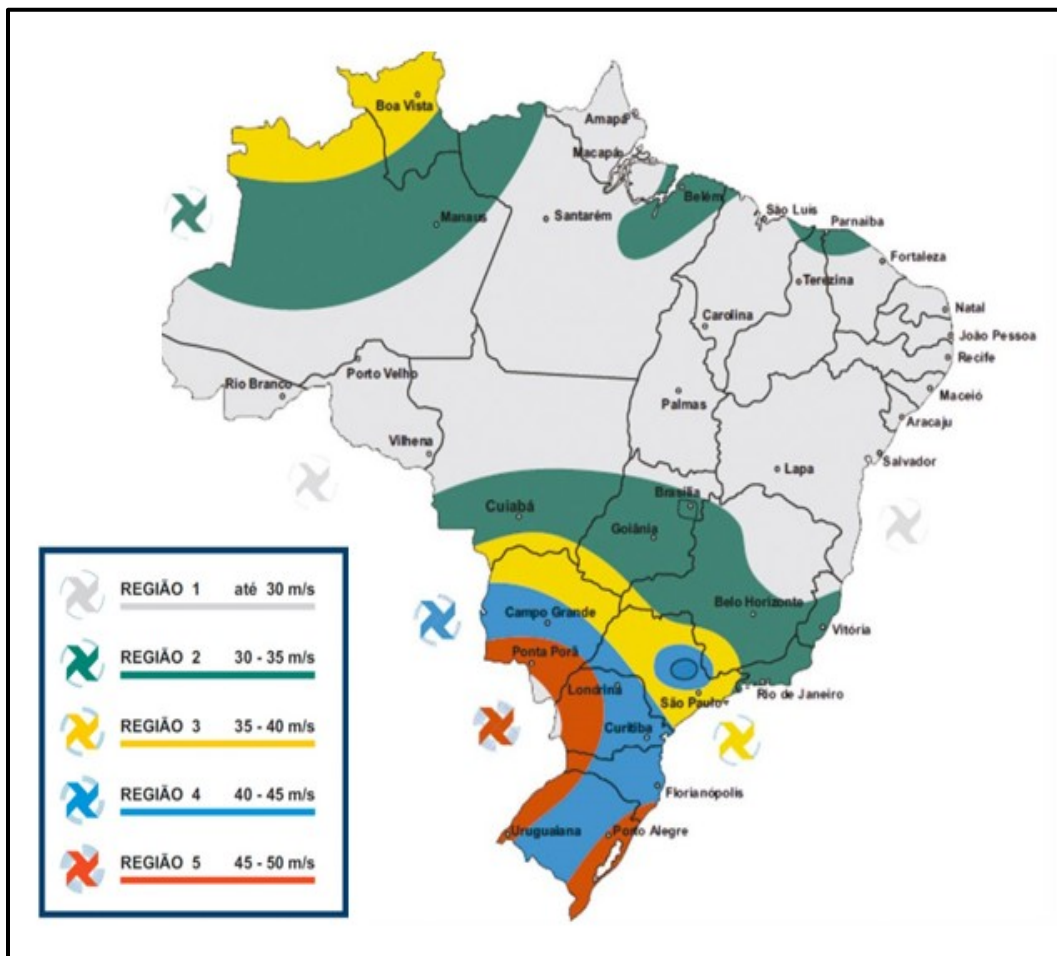 Boa Vista
Amapá
Macapá
Belém
São Luis
Parnaiba
Manaus
Santarém
Fortaleza
Terezina
Natal
Carolina
João Pessoa
Recife
Porto Velho
Rio Branco
Maceió
Palmas
Aracaju
Vilhena
Salvador
Lapa
Brasilia
Cuiabá
Goiânia
REGIÃO 1 até 30 m/s
Belo Horizonte
Campo Grande
Vitória
REGIÃO 2 30 - 35 m/s
Ponta Porã
Londrina
Rio de Janeiro
São Paulo
REGIÃO 3 35 - 40 m/s
Curitiba
Florianópolis
REGIÃO 4 40 - 45 m/s
Uruguaiana
Porto Alegre
REGIÃO 5 45 - 50 m/s